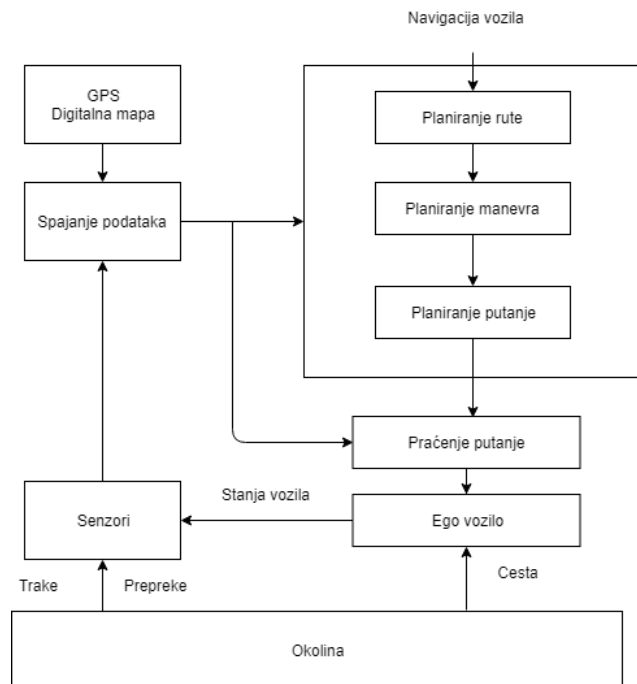 Navigacija vozila
GPS
Digitalna mapa
Planiranje rute
Spajanje podataka
Planiranje manevra
Planiranje putanje
Praćenje putanje
Stanja vozila
Senzori
Ego vozilo
Trake
Prepreke
Cesta
Okolina